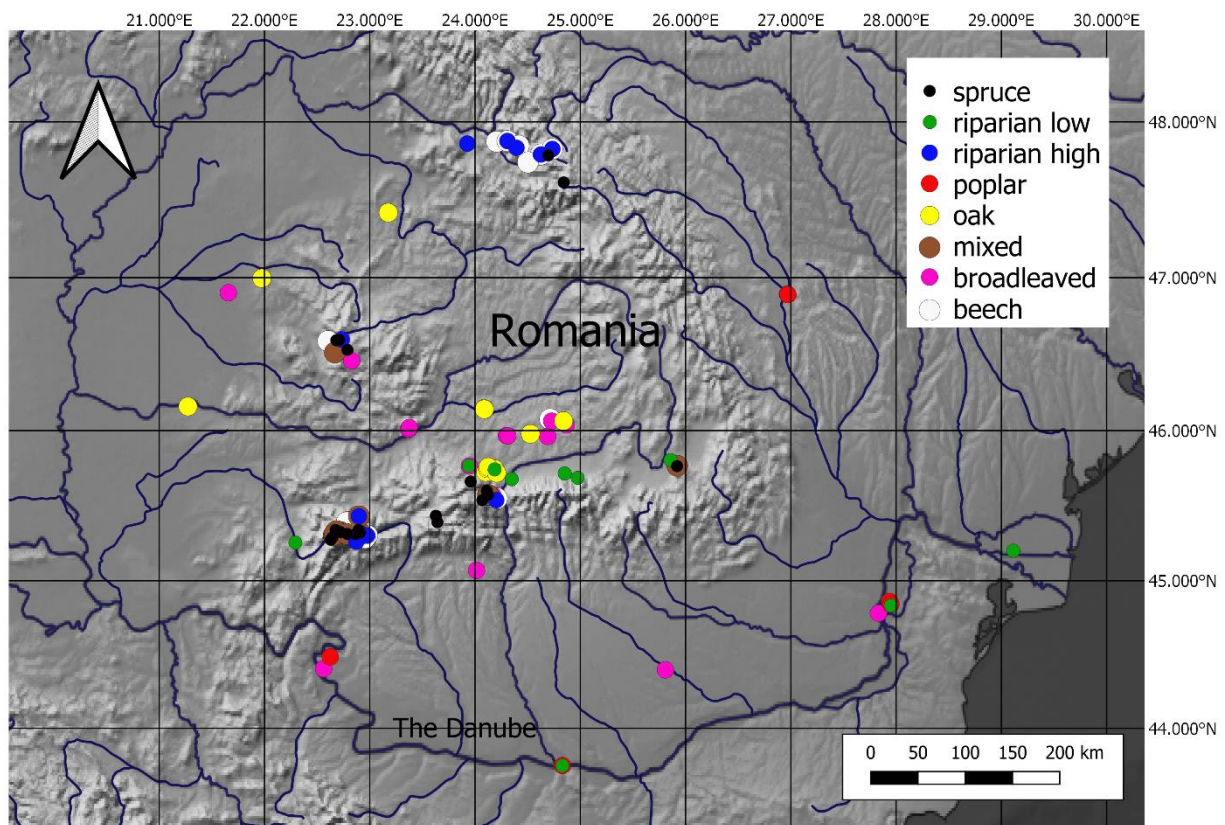 21.000°E 22.000°E 23.000°E 24.000°E 25.000°E 26.000°E 27.000°E 28.000°E 29.000°E 30.000°E
spruce
riparian low
riparian high
poplar
oak
mixed
broadleaved
beech
48.000°N
47.000°N
Romania
46.000°N
45.000°N
The Danube
44.000°N
0 50 100 150 200 km